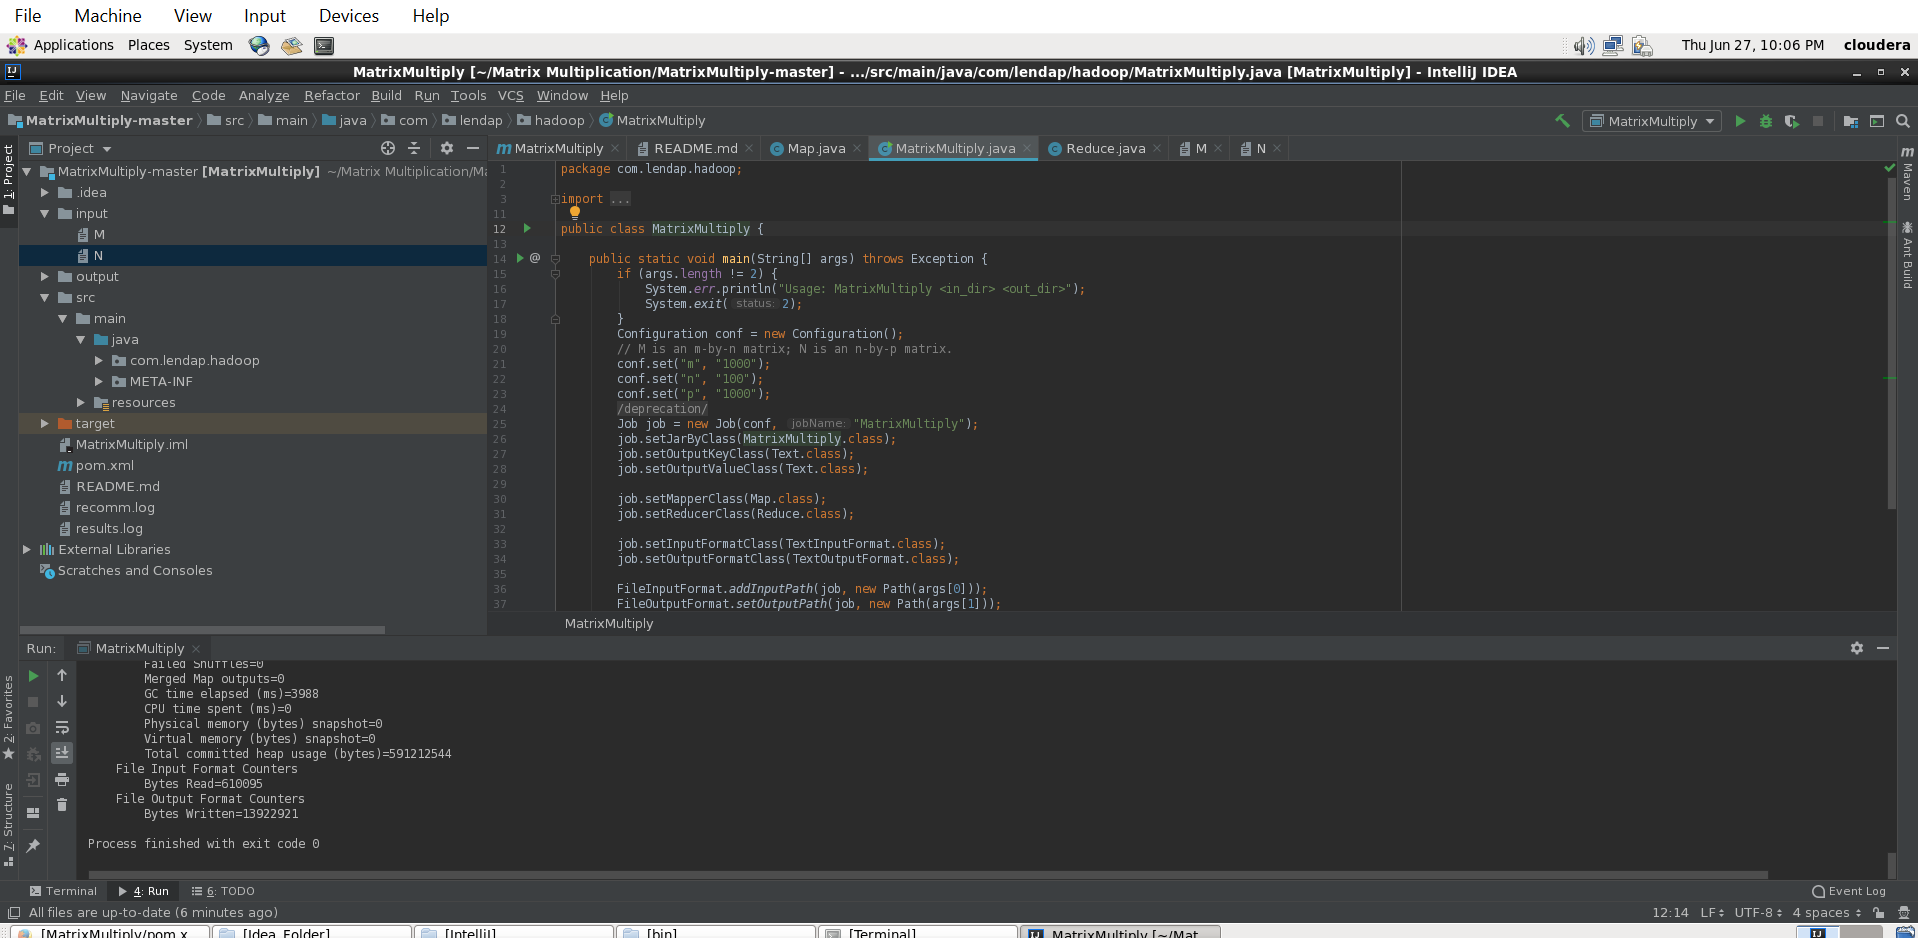 File Machine View Input Devices Help
Applications Places System Thu Jun 27, 10:06 PM cloudera
MatrixMultiply [~/Matrix Multiplication/MatrixMultiply-master] - .../src/main/java/com/lendap/hadoop/MatrixMultiply.java [MatrixMultiply] - IntelliJ IDEA
File Edit View Navigate Code Analyze Refactor Build Run Tools VCS Window Help
MatrixMultiply-master src main java com lendap hadoop MatrixMultiply MatrixMultiply
Project
MatrixMultiply README.md Map.java MatrixMultiply.java Reduce.java M N
1: Project
MatrixMultiply-master [MatrixMultiply] ~/Matrix Multiplication/Ma
.idea
input
M
N
output
src
main
java
com.lendap.hadoop
META-INF
resources
target
MatrixMultiply.iml
pom.xml
README.md
recomm.log
results.log
External Libraries
Scratches and Consoles
1 package com.lendap.hadoop;
2
3 import ...
11
12 public class MatrixMultiply {
13
14 public static void main(String[] args) throws Exception {
15 if (args.length != 2) {
16 System.err.println("Usage: MatrixMultiply <in_dir> <out_dir>");
17 System.exit( status: 2);
18 }
19 Configuration conf = new Configuration();
20 // M is an m-by-n matrix; N is an n-by-p matrix.
21 conf.set("m", "1000");
22 conf.set("n", "100");
23 conf.set("p", "1000");
24 /deprecation/
25 Job job = new Job(conf, jobName: "MatrixMultiply");
26 job.setJarByClass(MatrixMultiply.class);
27 job.setOutputKeyClass(Text.class);
28 job.setOutputValueClass(Text.class);
29
30 job.setMapperClass(Map.class);
31 job.setReducerClass(Reduce.class);
32
33 job.setInputFormatClass(TextInputFormat.class);
34 job.setOutputFormatClass(TextOutputFormat.class);
35
36 FileInputFormat.addInputPath(job, new Path(args[0]));
37 FileOutputFormat.setOutputPath(job, new Path(args[1]));
MatrixMultiply
Maven
Ant Build
Run: MatrixMultiply
Failed Shuffles=0
Merged Map outputs=0
GC time elapsed (ms)=3988
CPU time spent (ms)=0
Physical memory (bytes) snapshot=0
Virtual memory (bytes) snapshot=0
Total committed heap usage (bytes)=591212544
File Input Format Counters
Bytes Read=610095
File Output Format Counters
Bytes Written=13922921
Process finished with exit code 0
2: Favorites
7: Structure
Terminal 4: Run 6: TODO Event Log
All files are up-to-date (6 minutes ago) 12:14 LF UTF-8 4 spaces
[MatrixMultiply/pom.x [Idea_Folder] [IntelliJ] [bin] [Terminal] MatrixMultiply [~/Mat